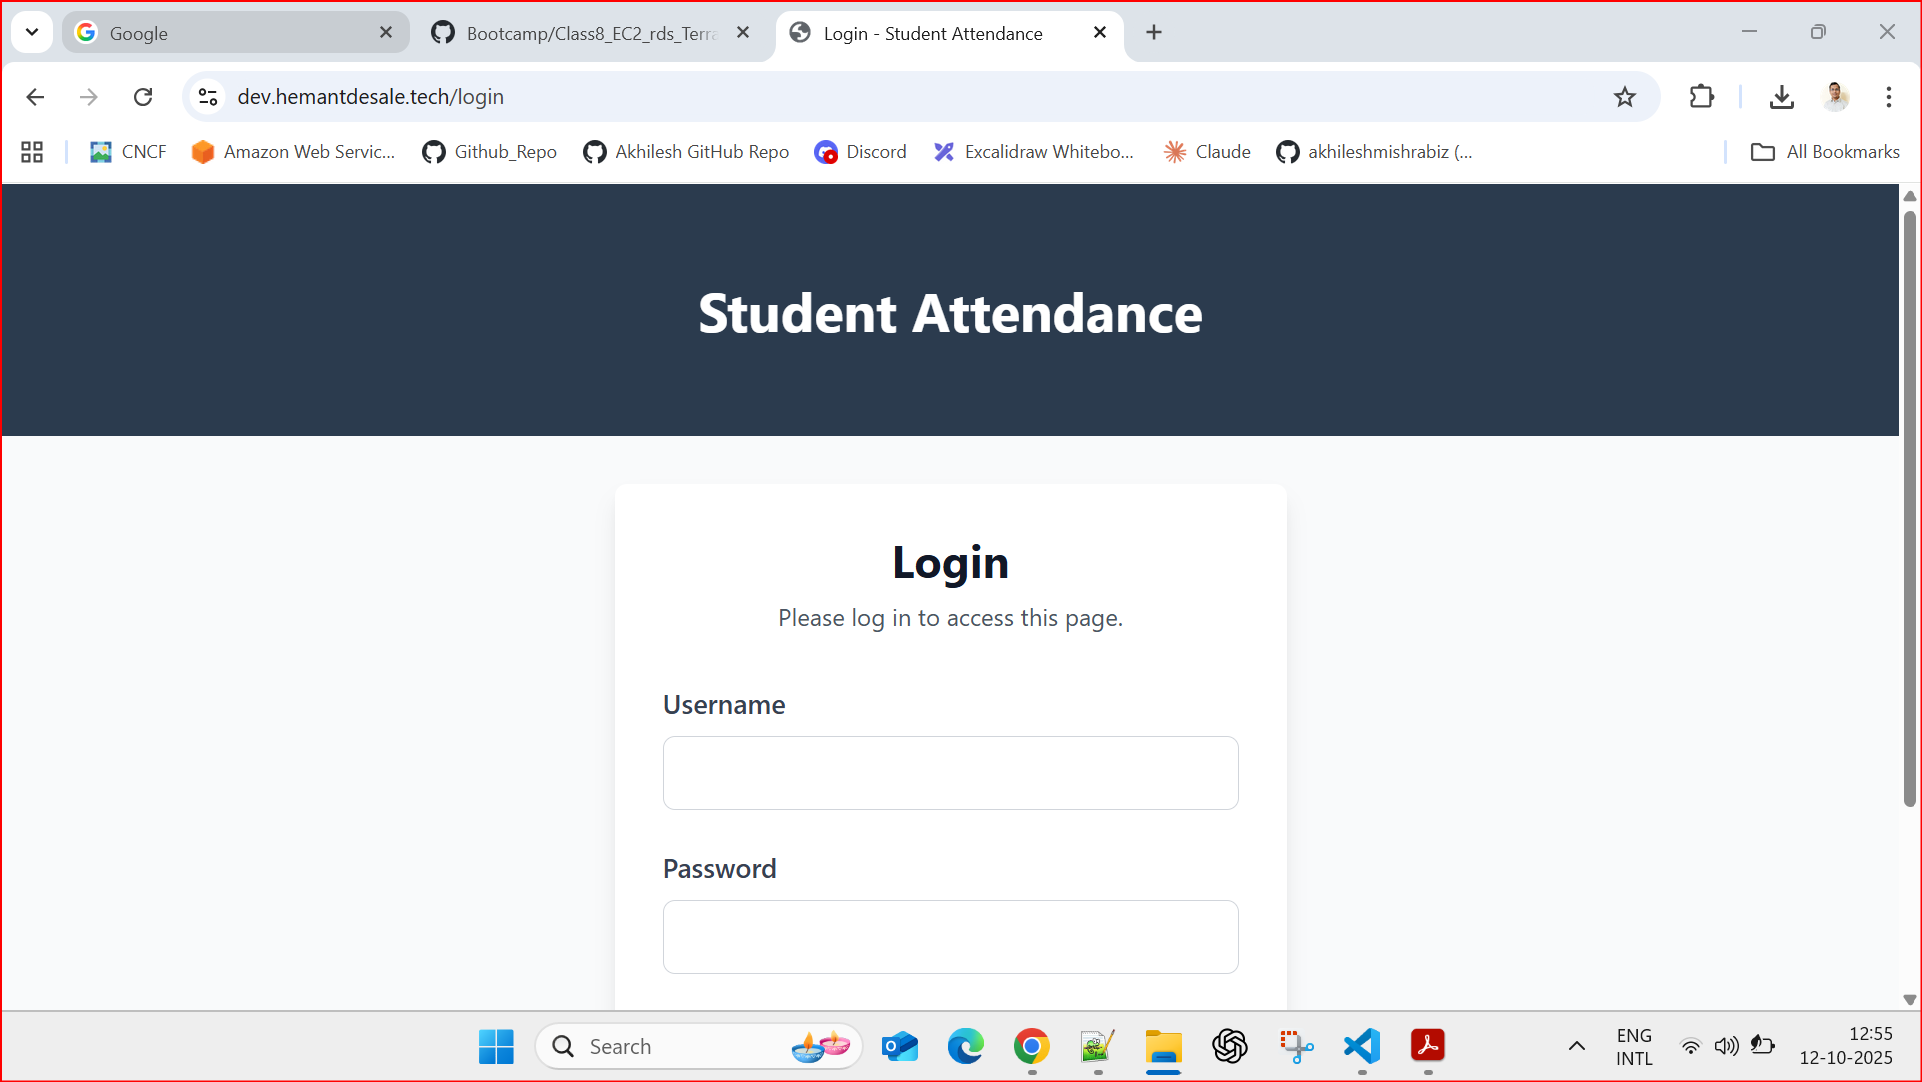 Google
Bootcamp/Class8_EC2_rds_Terra
Login - Student Attendance
dev.hemantdesale.tech/login
CNCF
Amazon Web Servic...
Github_Repo
Akhilesh GitHub Repo
Discord
Excalidraw Whitebo...
Claude
akhileshmishrabiz (...
All Bookmarks
Student Attendance
Login
Please log in to access this page.
Username
Password
Search
ENG
INTL
12:55
12-10-2025